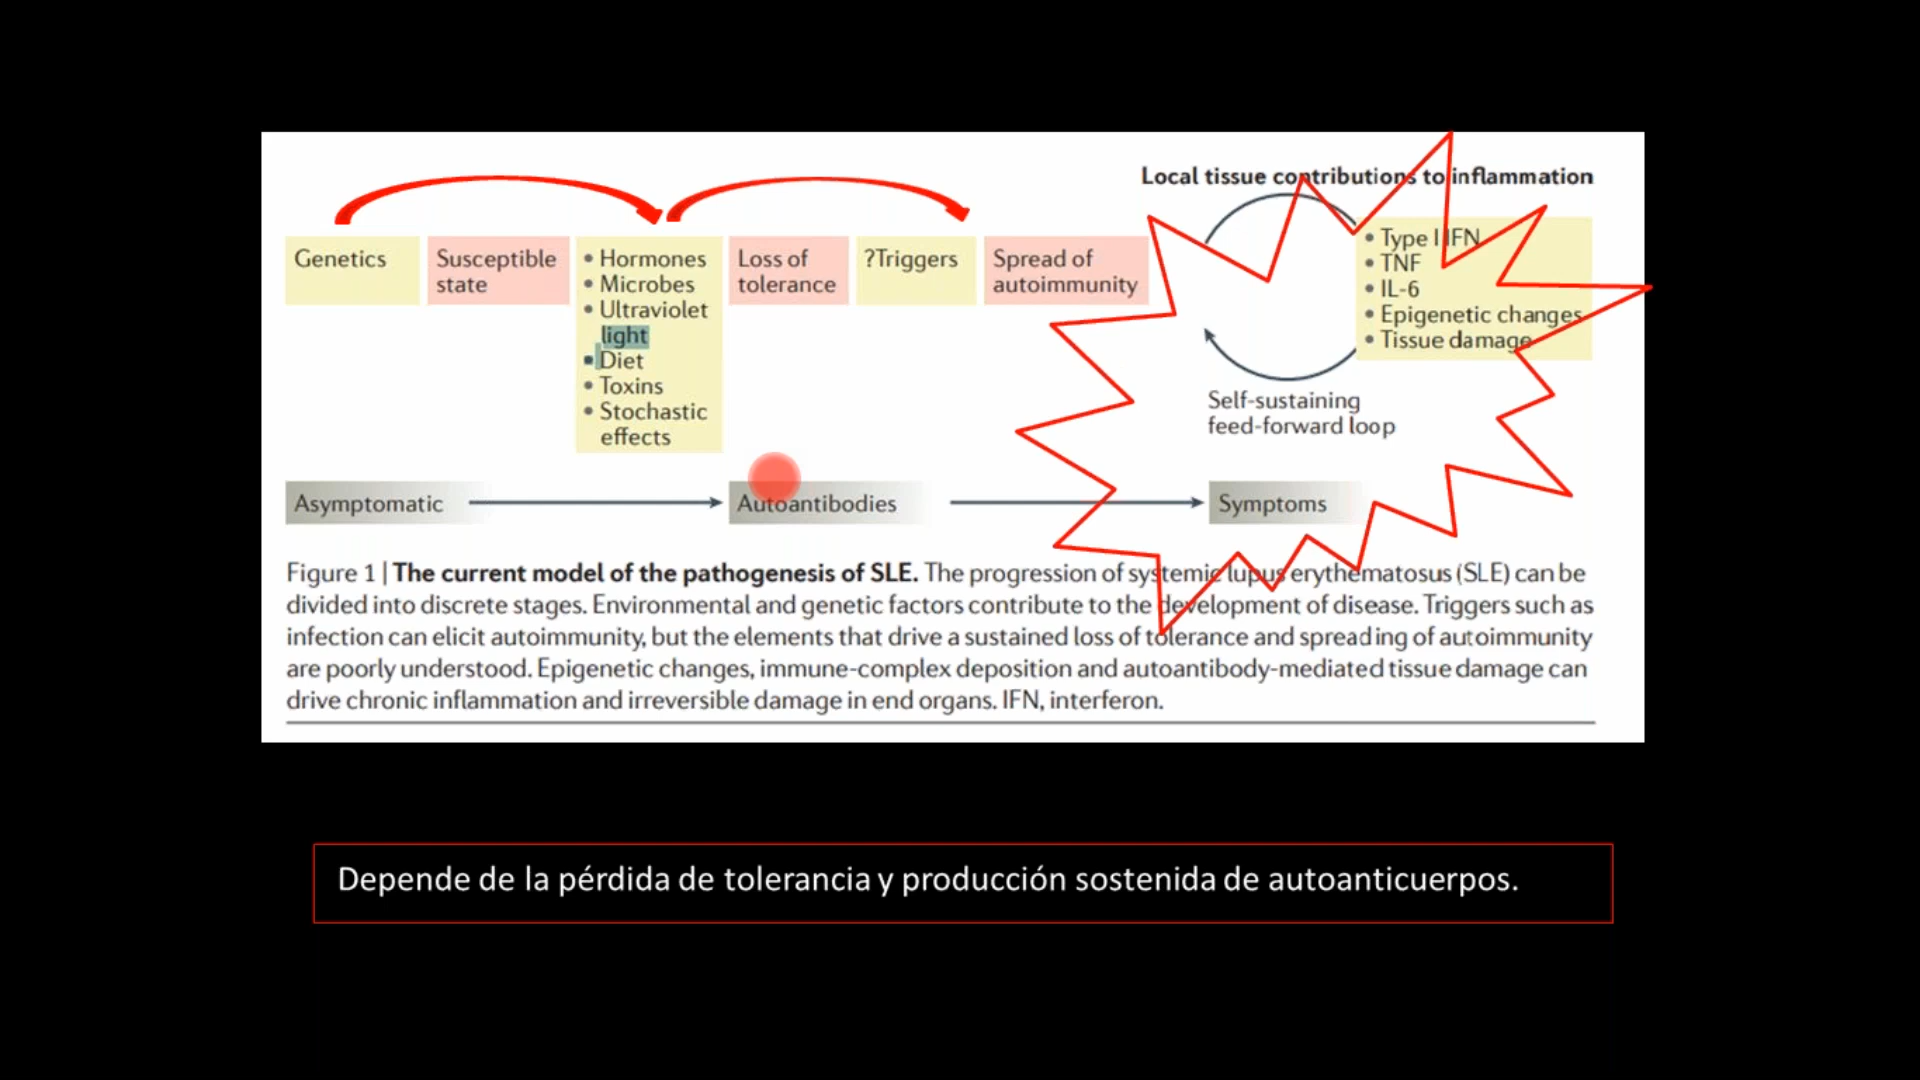 Local tissue contributions to inflammation
Genetics
Susceptible
state
• Hormones
• Microbes
• Ultraviolet
light
• Diet
• Toxins
• Stochastic
effects
Loss of
tolerance
?Triggers
Spread of
autoimmunity
• Type I IFN
• TNF
• IL-6
• Epigenetic changes
• Tissue damage
Self-sustaining
feed-forward loop
Asymptomatic
Autoantibodies
Symptoms
Figure 1 | The current model of the pathogenesis of SLE. The progression of systemic lupus erythematosus (SLE) can be
divided into discrete stages. Environmental and genetic factors contribute to the development of disease. Triggers such as
infection can elicit autoimmunity, but the elements that drive a sustained loss of tolerance and spreading of autoimmunity
are poorly understood. Epigenetic changes, immune-complex deposition and autoantibody-mediated tissue damage can
drive chronic inflammation and irreversible damage in end organs. IFN, interferon.
Depende de la pérdida de tolerancia y producción sostenida de autoanticuerpos.